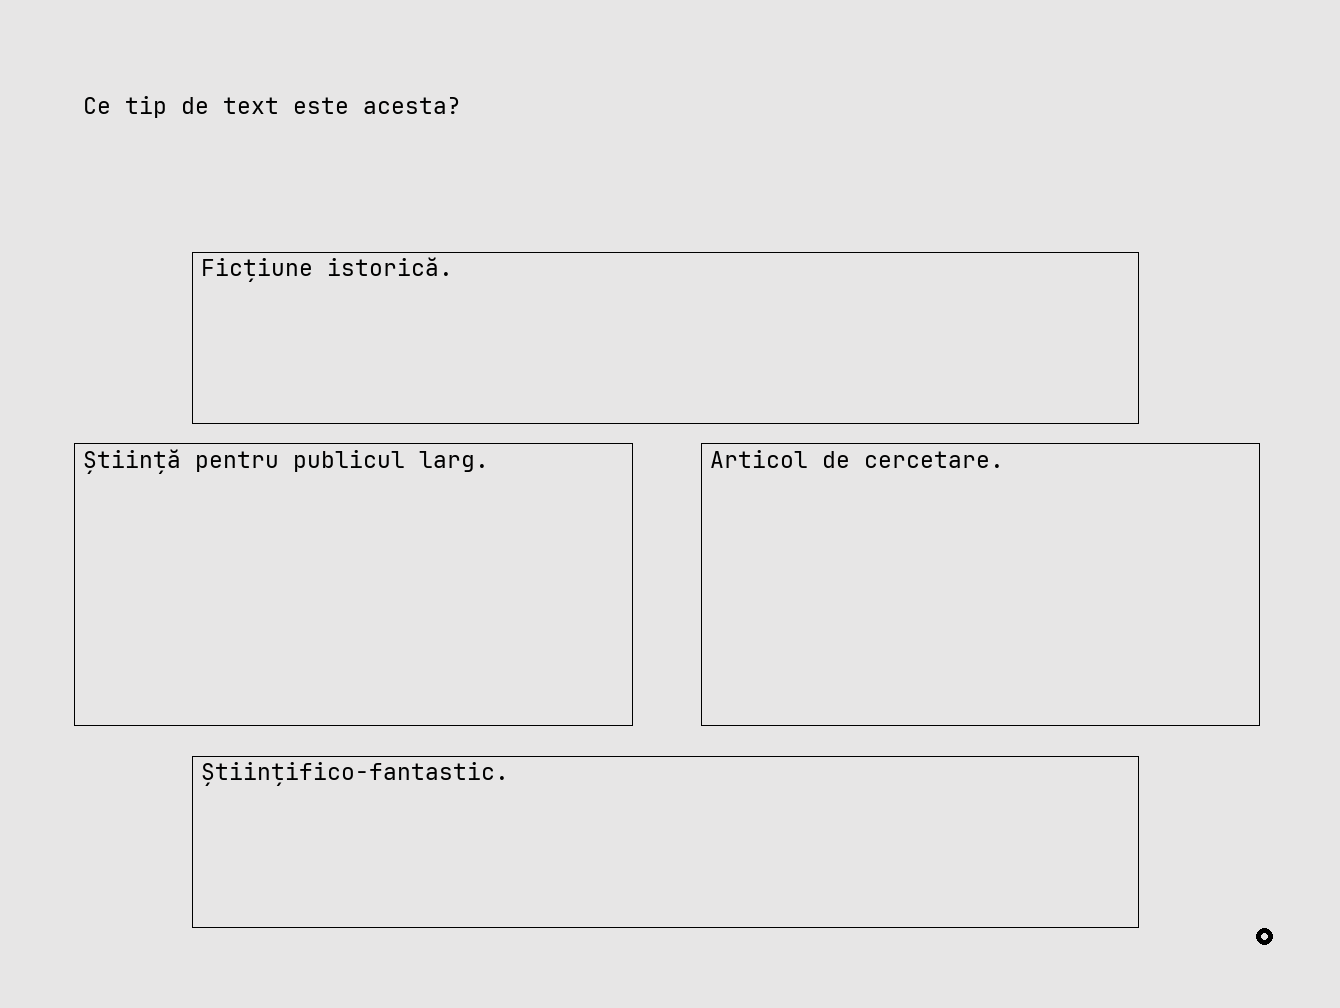 Ce tip de text este acesta?
Ficțiune istorică.
Știință pentru publicul larg.
Articol de cercetare.
Științifico-fantastic.